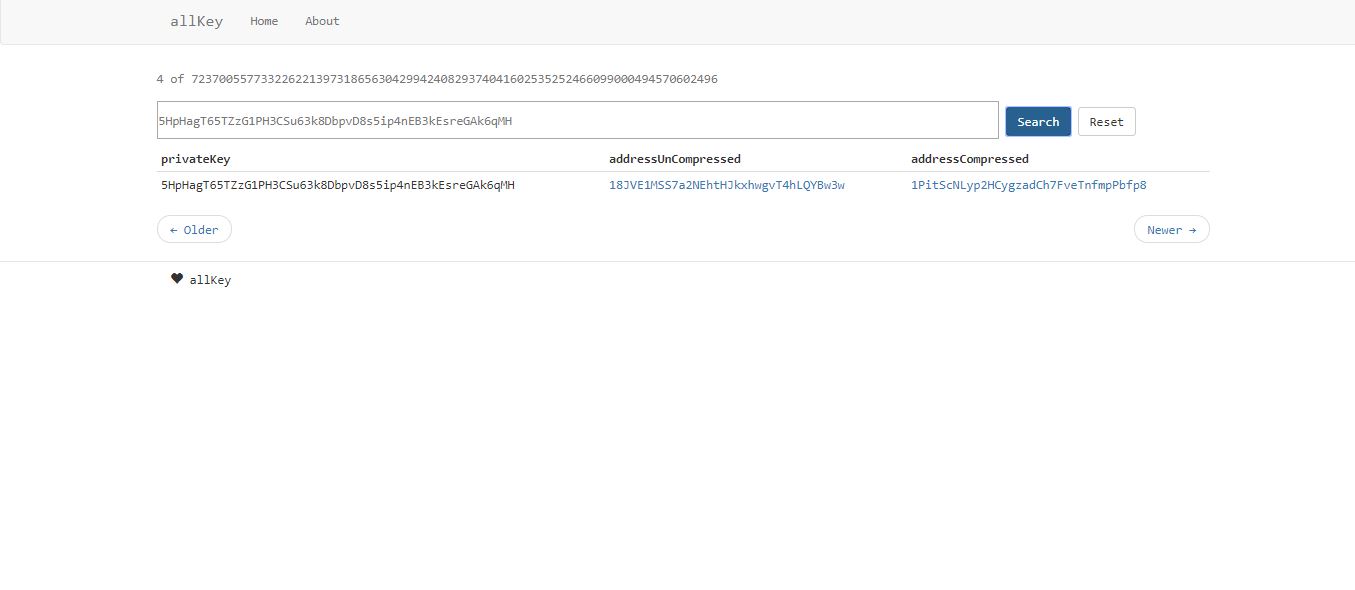 allKey Home About
4 of 7237005577332262213973186563042994240829374041602535252466099000494570602496
5HpHagT65TZzG1PH3CSu63k8DbpvD8s5ip4nEB3kEsreGAk6qMH Search Reset
privateKey addressUnCompressed addressCompressed
5HpHagT65TZzG1PH3CSu63k8DbpvD8s5ip4nEB3kEsreGAk6qMH 18JVE1MSS7a2NEhtHJkxhwgvT4hLQYBw3w 1PitScNLyp2HCygzadCh7FveTnfmpPbfp8
← Older Newer →
allKey